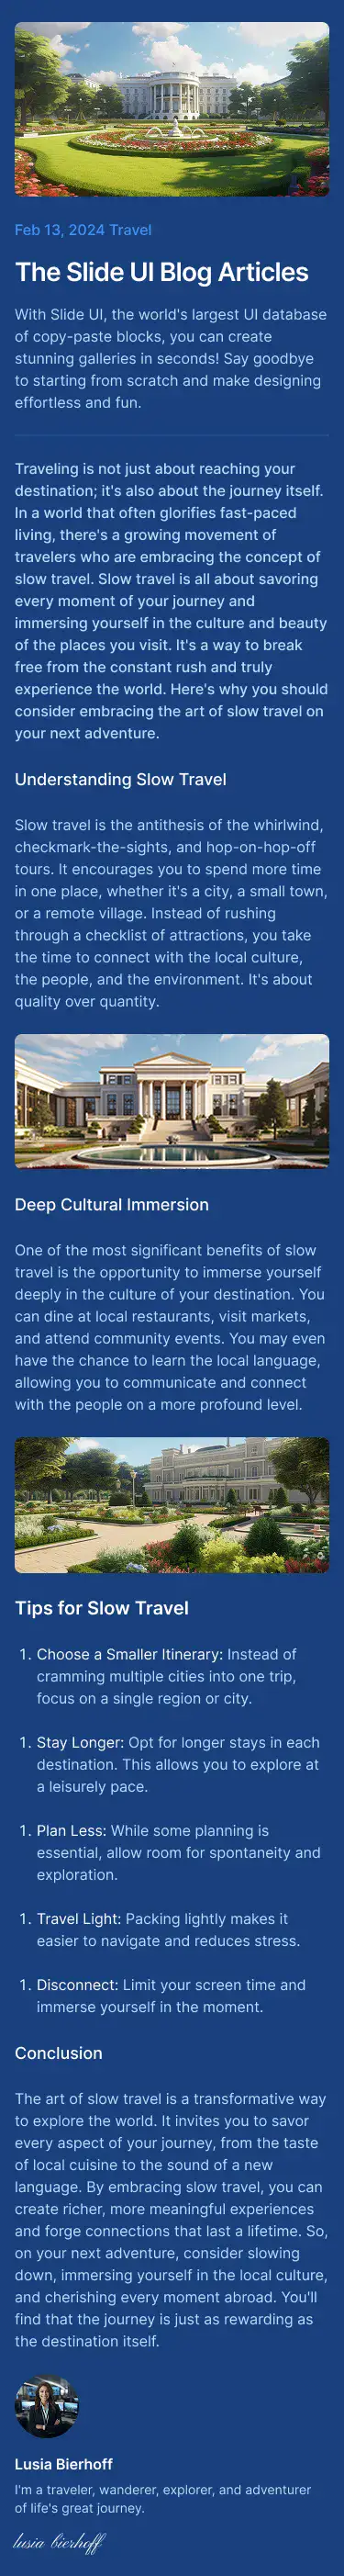 Feb 13, 2024 Travel
The Slide UI Blog Articles
With Slide UI, the world's largest UI database
of copy-paste blocks, you can create
stunning galleries in seconds! Say goodbye
to starting from scratch and make designing
effortless and fun.
Traveling is not just about reaching your
destination; it's also about the journey itself.
In a world that often glorifies fast-paced
living, there's a growing movement of
travelers who are embracing the concept of
slow travel. Slow travel is all about savoring
every moment of your journey and
immersing yourself in the culture and beauty
of the places you visit. It's a way to break
free from the constant rush and truly
experience the world. Here's why you should
consider embracing the art of slow travel on
your next adventure.
Understanding Slow Travel
Slow travel is the antithesis of the whirlwind,
checkmark-the-sights, and hop-on-hop-off
tours. It encourages you to spend more time
in one place, whether it's a city, a small town,
or a remote village. Instead of rushing
through a checklist of attractions, you take
the time to connect with the local culture,
the people, and the environment. It's about
quality over quantity.
Deep Cultural Immersion
One of the most significant benefits of slow
travel is the opportunity to immerse yourself
deeply in the culture of your destination. You
can dine at local restaurants, visit markets,
and attend community events. You may even
have the chance to learn the local language,
allowing you to communicate and connect
with the people on a more profound level.
Tips for Slow Travel
1. Choose a Smaller Itinerary: Instead of
cramming multiple cities into one trip,
focus on a single region or city.
1. Stay Longer: Opt for longer stays in each
destination. This allows you to explore at
a leisurely pace.
1. Plan Less: While some planning is
essential, allow room for spontaneity and
exploration.
1. Travel Light: Packing lightly makes it
easier to navigate and reduces stress.
1. Disconnect: Limit your screen time and
immerse yourself in the moment.
Conclusion
The art of slow travel is a transformative way
to explore the world. It invites you to savor
every aspect of your journey, from the taste
of local cuisine to the sound of a new
language. By embracing slow travel, you can
create richer, more meaningful experiences
and forge connections that last a lifetime. So,
on your next adventure, consider slowing
down, immersing yourself in the local culture,
and cherishing every moment abroad. You'll
find that the journey is just as rewarding as
the destination itself.
Lusia Bierhoff
I'm a traveler, wanderer, explorer, and adventurer
of life's great journey.
lusia bierhoff